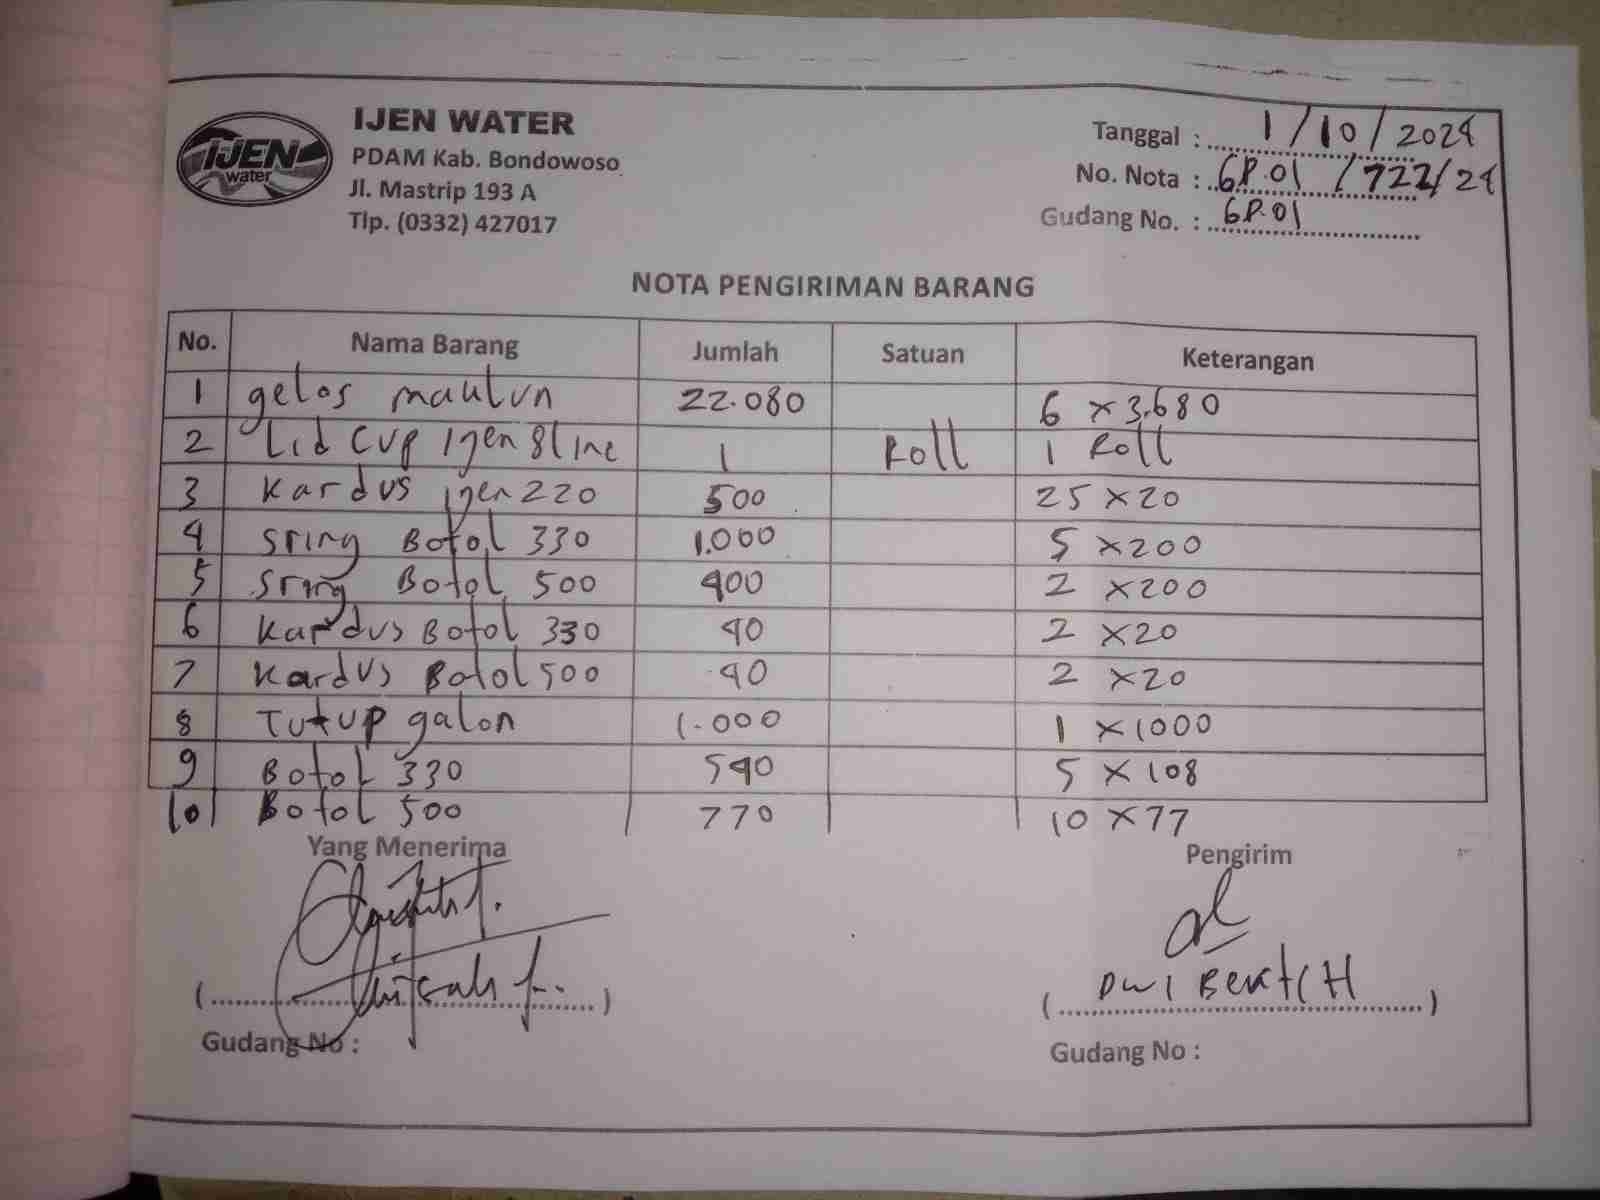 IJEN WATER
PDAM Kab. Bondowoso
Jl. Mastrip 193 A
Tlp. (0332) 427017
IJEN
water
Tanggal : 1/10/2024
No. Nota : GP.01 /722/24
Gudang No. : GP.01
NOTA PENGIRIMAN BARANG
No. Nama Barang Jumlah Satuan Keterangan
1 gelas maulun 22.080 6 x 3.680
2 Lid Cup Ijen 8line 1 Roll 1 Roll
3 Kardus ijen 220 500 25 x 20
4 Sring Botol 330 1.000 5 x 200
5 Sring Botol 500 400 2 x 200
6 Kardus Botol 330 40 2 x 20
7 Kardus Botol 500 40 2 x 20
8 Tutup galon 1.000 1 x 1000
9 Botol 330 540 5 x 108
10 Botol 500 770 10 x 77
Yang Menerima Pengirim
Dwi
Gudang No : Gudang No :